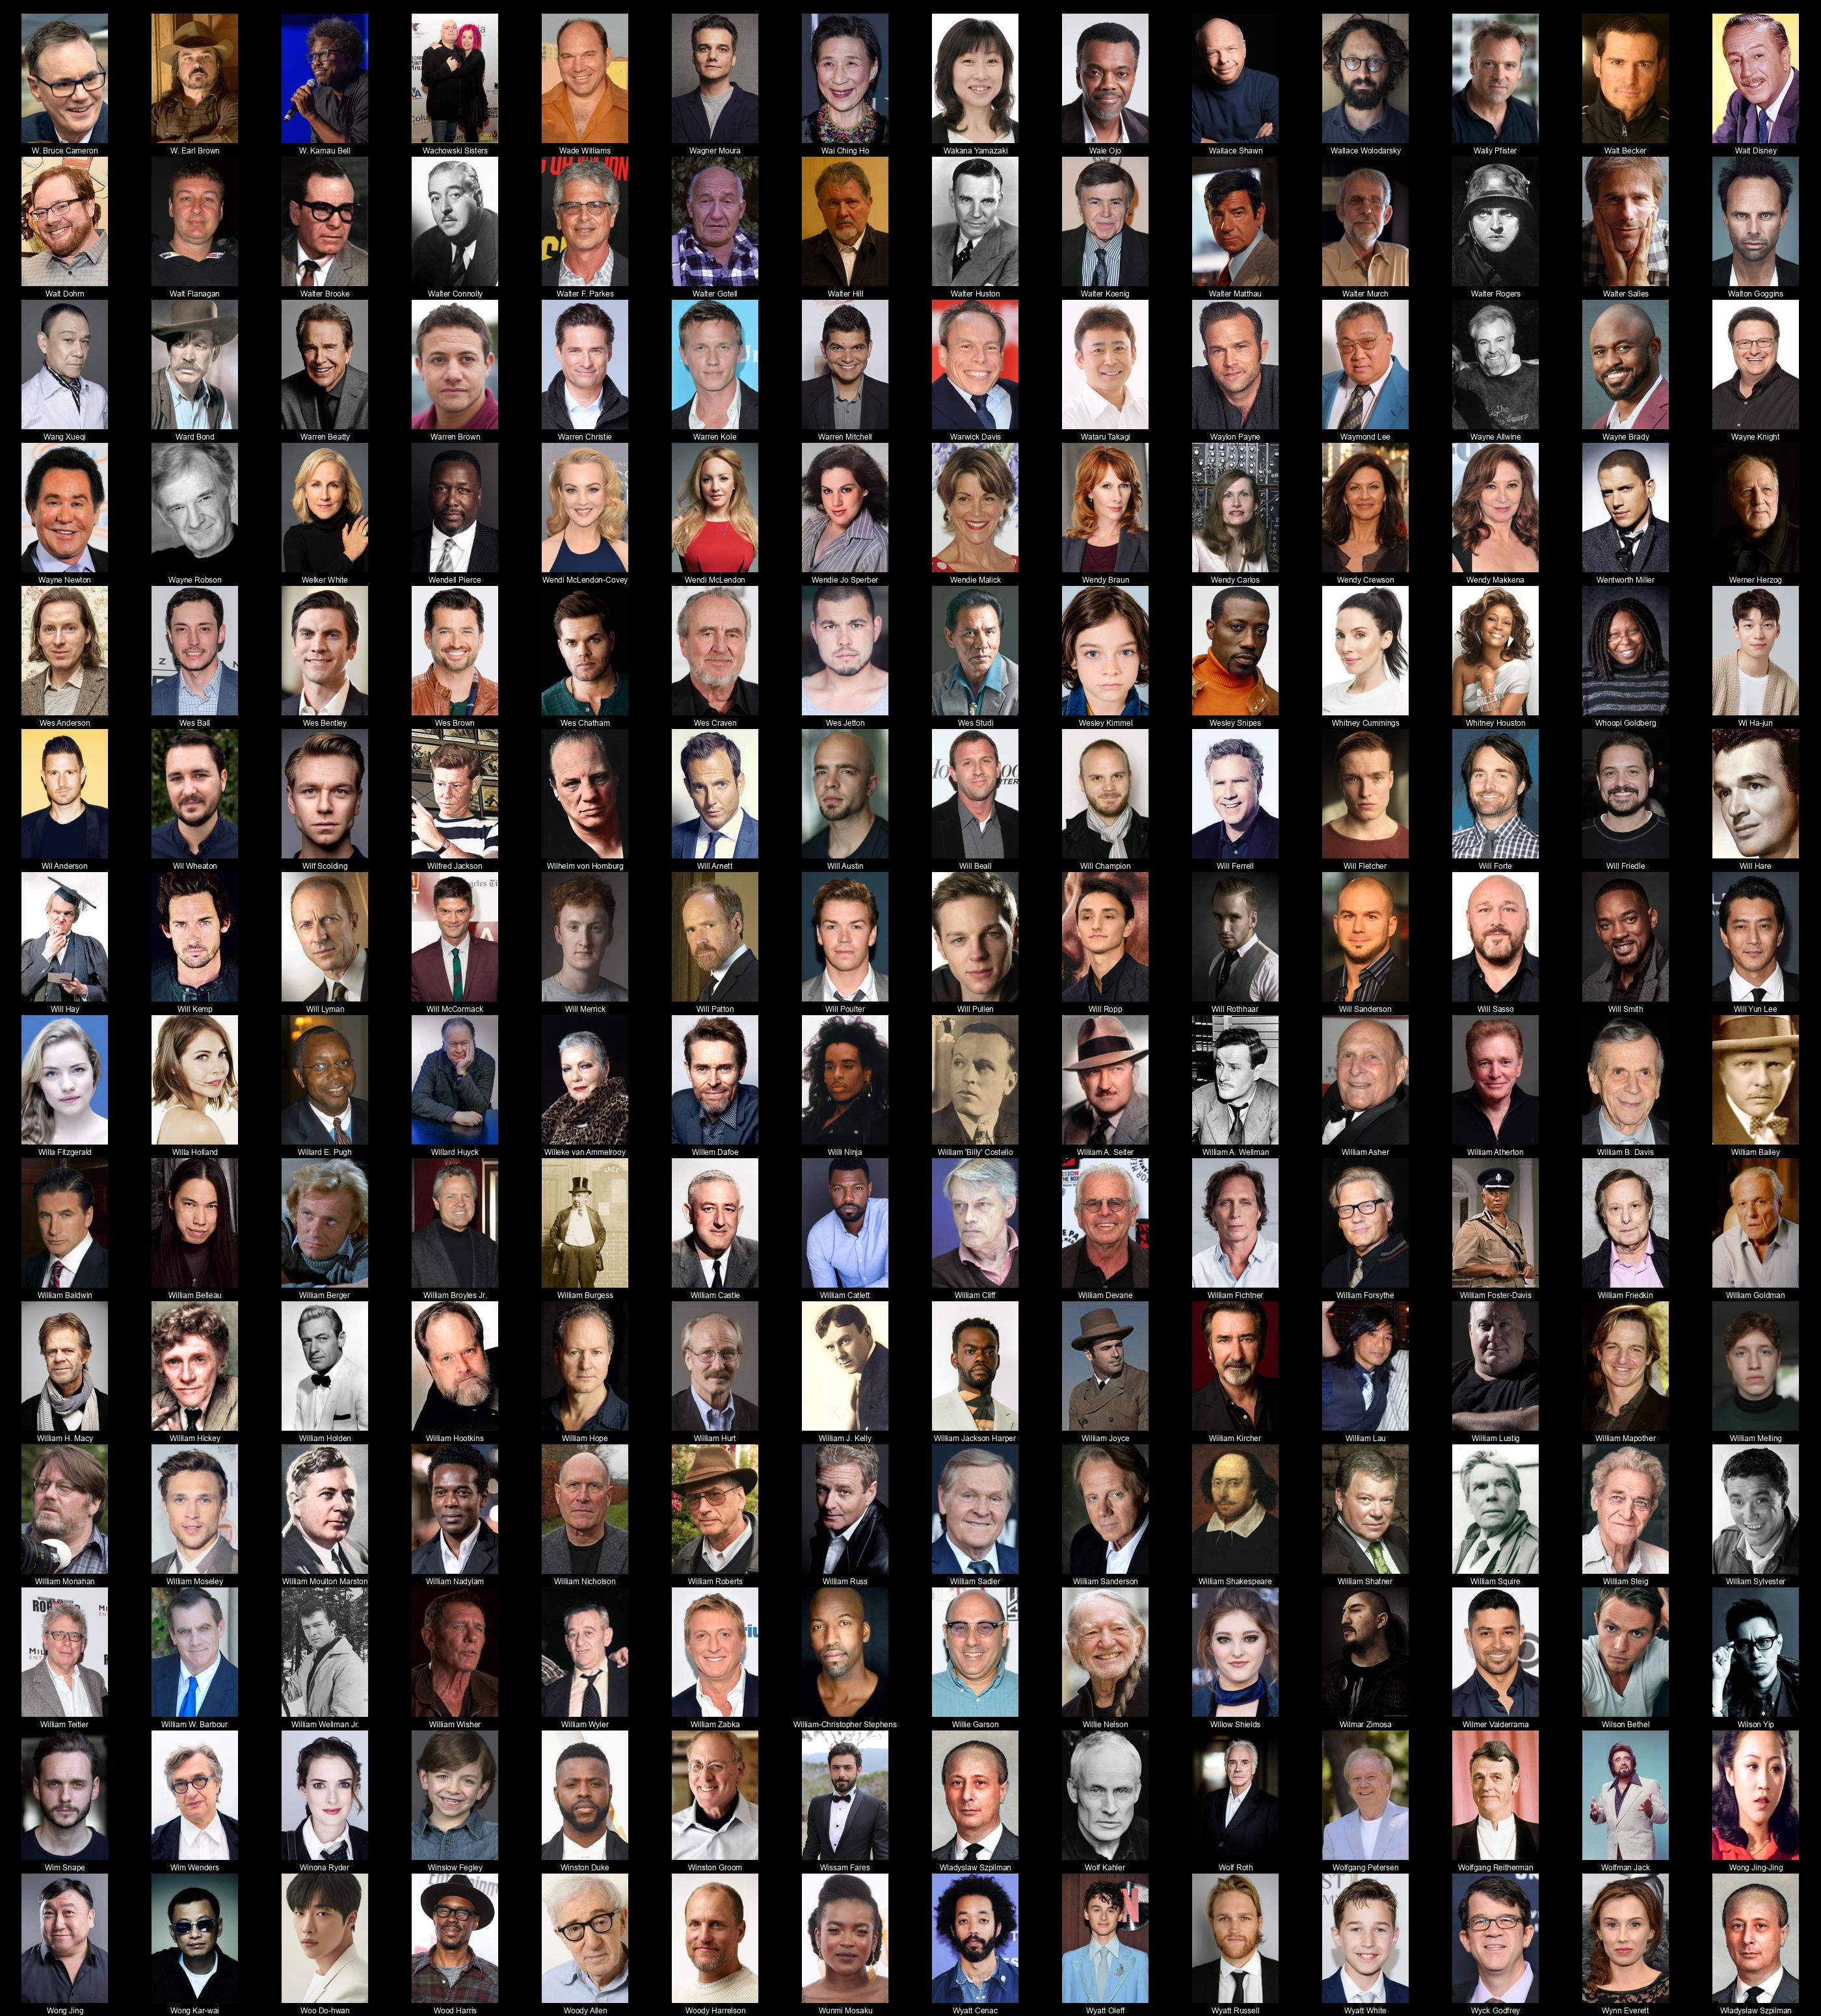 W. Bruce Cameron
W. Earl Brown
W. Kamau Bell
Wachowski Sisters
Wade Williams
Wagner Moura
Wai Ching Ho
Wakana Yamazaki
Wale Ojo
Wallace Shawn
Wallace Wolodarsky
Wally Pfister
Walt Becker
Walt Disney
Walt Dohrn
Walt Flanagan
Walter Brooke
Walter Connolly
Walter F. Parkes
Walter Gotell
Walter Hill
Walter Huston
Walter Koenig
Walter Matthau
Walter Murch
Walter Rogers
Walter Salles
Walton Goggins
Wang Xueqi
Ward Bond
Warren Beatty
Warren Brown
Warren Christie
Warren Kole
Warren Mitchell
Warwick Davis
Wataru Takagi
Waylon Payne
Waymond Lee
Wayne Allwine
Wayne Brady
Wayne Knight
Wayne Newton
Wayne Robson
Welker White
Wendell Pierce
Wendi McLendon-Covey
Wendi McLendon
Wendie Jo Sperber
Wendie Malick
Wendy Braun
Wendy Carlos
Wendy Crewson
Wendy Makkena
Wentworth Miller
Werner Herzog
Wes Anderson
Wes Ball
Wes Bentley
Wes Brown
Wes Chatham
Wes Craven
Wes Jetton
Wes Studi
Wesley Kimmel
Wesley Snipes
Whitney Cummings
Whitney Houston
Whoopi Goldberg
Wi Ha-jun
Wil Anderson
Wil Wheaton
Wilf Scolding
Wilfred Jackson
Wilhelm von Homburg
Will Arnett
Will Austin
Will Beall
Will Champion
Will Ferrell
Will Fletcher
Will Forte
Will Friedle
Will Hare
Will Hay
Will Kemp
Will Lyman
Will McCormack
Will Merrick
Will Patton
Will Poulter
Will Pullen
Will Ropp
Will Rothhaar
Will Sanderson
Will Sasso
Will Smith
Will Yun Lee
Willa Fitzgerald
Willa Holland
Willard E. Pugh
Willard Huyck
Willeke van Ammelrooy
Willem Dafoe
Willi Ninja
William 'Billy' Costello
William A. Seiter
William A. Wellman
William Asher
William Atherton
William B. Davis
William Bailey
William Baldwin
William Belleau
William Berger
William Broyles Jr.
William Burgess
William Castle
William Catlett
William Cliff
William Devane
William Fichtner
William Forsythe
William Foster-Davis
William Friedkin
William Goldman
William H. Macy
William Hickey
William Holden
William Hootkins
William Hope
William Hurt
William J. Kelly
William Jackson Harper
William Joyce
William Kircher
William Lau
William Lustig
William Mapother
William Melling
William Monahan
William Moseley
William Moulton Marston
William Nadylam
William Nicholson
William Roberts
William Russ
William Sadler
William Sanderson
William Shakespeare
William Shatner
William Squire
William Steig
William Sylvester
William Teitler
William W. Barbour
William Wellman Jr.
William Wisher
William Wyler
William Zabka
William-Christopher Stephens
Willie Garson
Willie Nelson
Willow Shields
Wilmar Zimosa
Wilmer Valderrama
Wilson Bethel
Wilson Yip
Wim Snape
Wim Wenders
Winona Ryder
Winslow Fegley
Winston Duke
Winston Groom
Wissam Fares
Wladyslaw Szpilman
Wolf Kahler
Wolf Roth
Wolfgang Petersen
Wolfgang Reitherman
Wolfman Jack
Wong Jing-Jing
Wong Jing
Wong Kar-wai
Woo Do-hwan
Wood Harris
Woody Allen
Woody Harrelson
Wunmi Mosaku
Wyatt Cenac
Wyatt Oleff
Wyatt Russell
Wyatt White
Wyck Godfrey
Wynn Everett
Wladyslaw Szpilman